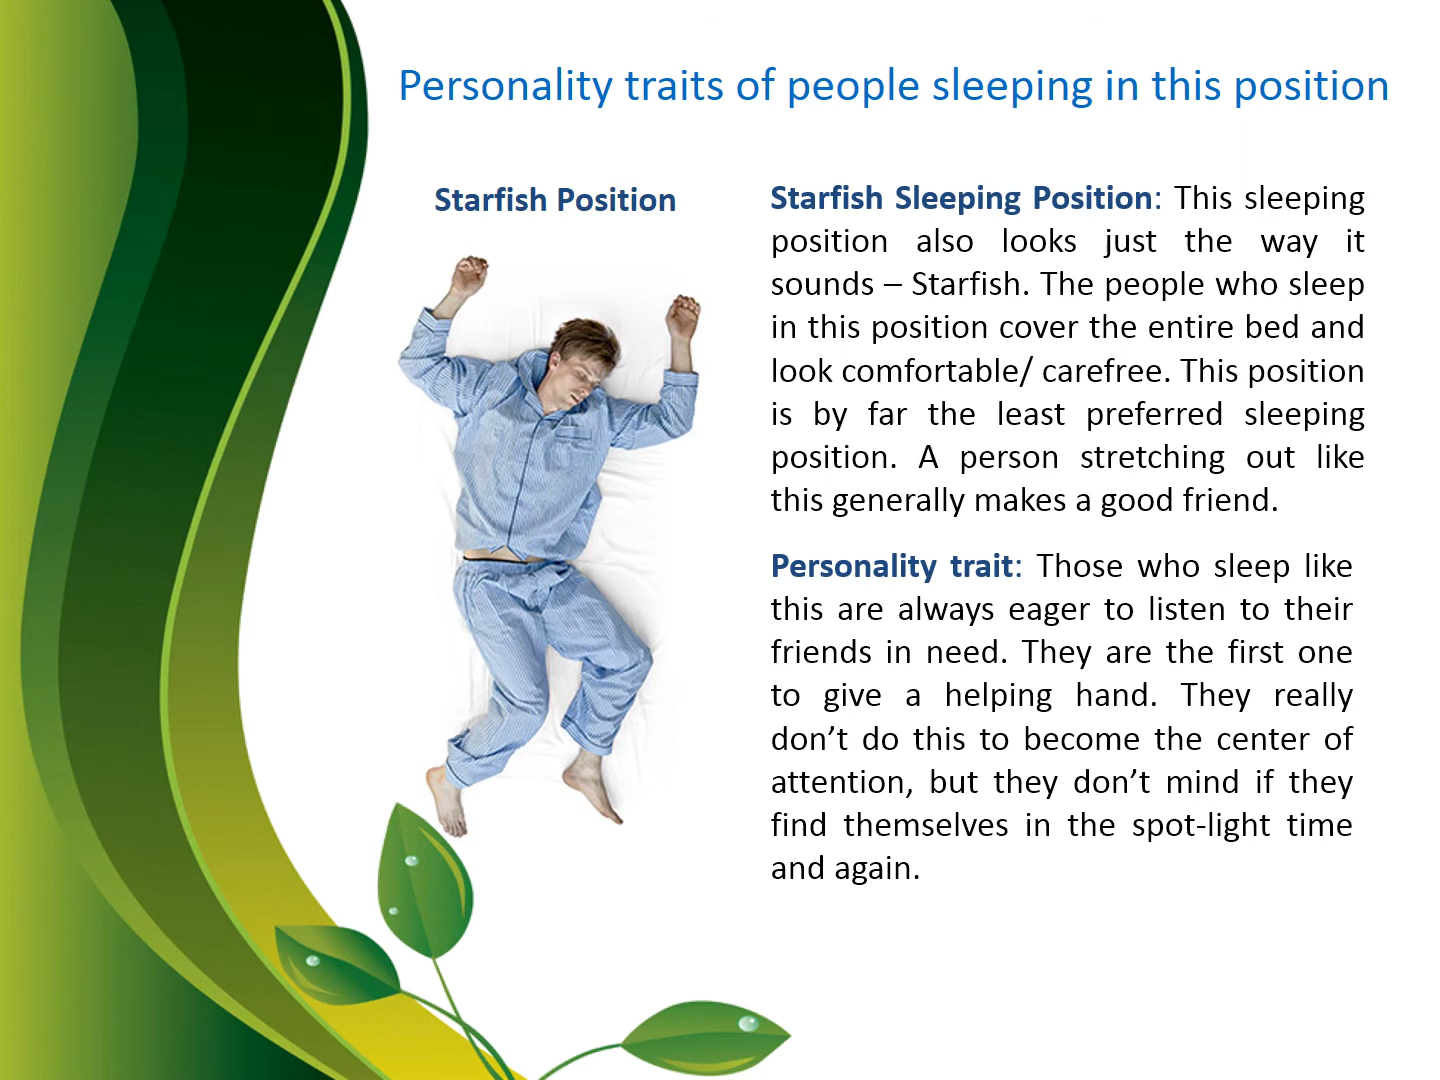 Personality traits of people sleeping in this position
Starfish Position
Starfish Sleeping Position: This sleeping
position also looks just the way it
sounds – Starfish. The people who sleep
in this position cover the entire bed and
look comfortable/ carefree. This position
is by far the least preferred sleeping
position. A person stretching out like
this generally makes a good friend.
Personality trait: Those who sleep like
this are always eager to listen to their
friends in need. They are the first one
to give a helping hand. They really
don’t do this to become the center of
attention, but they don’t mind if they
find themselves in the spot-light time
and again.